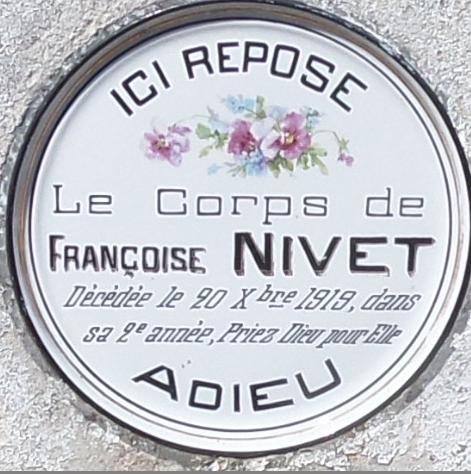 ICI REPOSE
Le Corps de
FRANÇOISE NIVET
Décédée le 20 Xbre 1919, dans
sa 2e année, Priez Dieu pour Elle
ADIEU